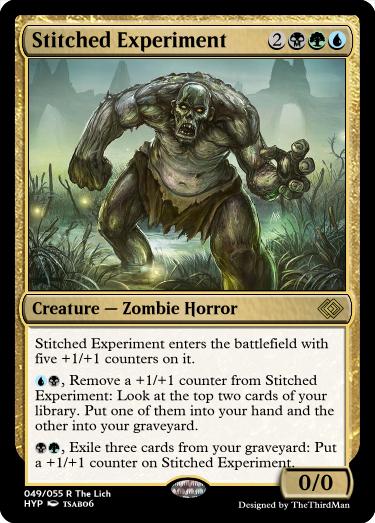 Stitched Experiment 2
Creature — Zombie Horror
Stitched Experiment enters the battlefield with
five +1/+1 counters on it.
, Remove a +1/+1 counter from Stitched
Experiment: Look at the top two cards of your
library. Put one of them into your hand and the
other into your graveyard.
, Exile three cards from your graveyard: Put
a +1/+1 counter on Stitched Experiment.
0/0
049/055 R The Lich
HYP TSAB06
Designed by TheThirdMan